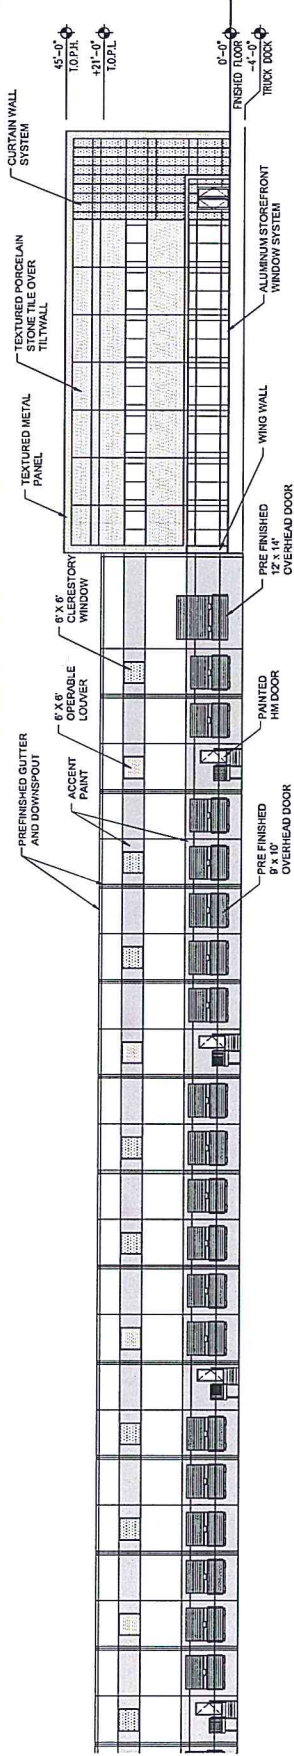 PREFINISHED GUTTER
AND DOWNSPOUT
ACCENT
PAINT
6' X 6'
OPERABLE
LOUVER
6' X 6'
CLERESTORY
WINDOW
TEXTURED METAL
PANEL
TEXTURED PORCELAIN
STONE TILE OVER
TILTWALL
CURTAIN WALL
SYSTEM
45'-0"
T.O.P.H.
+21'-0"
T.O.P.L.
0'-0"
FINISHED FLOOR
-4'-0"
TRUCK DOCK
PRE FINISHED
9' x 10'
OVERHEAD DOOR
PAINTED
HM DOOR
PRE FINISHED
12' x 14'
OVERHEAD DOOR
WING WALL
ALUMINUM STOREFRONT
WINDOW SYSTEM